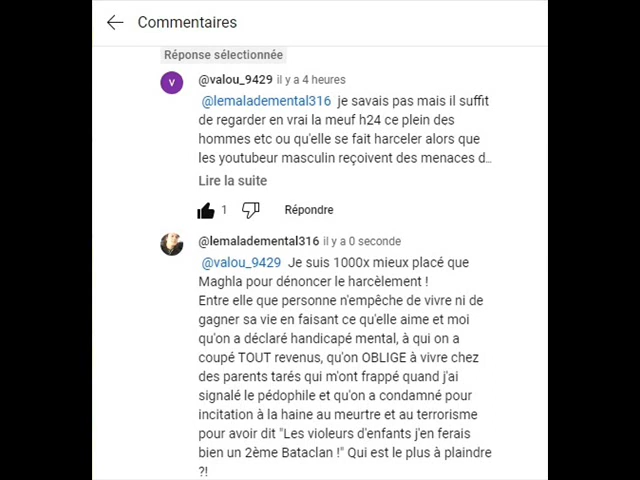 Commentaires
Réponse sélectionnée
V
@valou_9429 il y a 4 heures
@lemalademental316 je savais pas mais il suffit
de regarder en vrai la meuf h24 ce plein des
hommes etc ou qu'elle se fait harceler alors que
les youtubeur masculin reçoivent des menaces d...
Lire la suite
1 Répondre
@lemalademental316 il y a 0 seconde
@valou_9429 Je suis 1000x mieux placé que
Maghla pour dénoncer le harcèlement !
Entre elle que personne n'empêche de vivre ni de
gagner sa vie en faisant ce qu'elle aime et moi
qu'on a déclaré handicapé mental, à qui on a
coupé TOUT revenus, qu'on OBLIGE à vivre chez
des parents tarés qui m'ont frappé quand j'ai
signalé le pédophile et qu'on a condamné pour
incitation à la haine au meurtre et au terrorisme
pour avoir dit "Les violeurs d'enfants j'en ferais
bien un 2ème Bataclan !" Qui est le plus à plaindre
?!